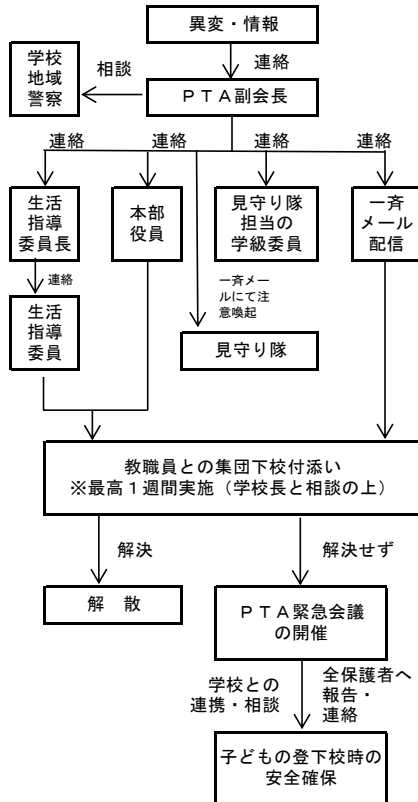 異変・情報
連絡
学校
地域
警察
相談
ＰＴＡ副会長
連絡
連絡
連絡
連絡
生活
指導
委員長
本部
役員
見守り隊
担当の
学級委員
一斉
メール
配信
連絡
生活
指導
委員
一斉メー
ルにて注
意喚起
見守り隊
教職員との集団下校付添い
※最高１週間実施（学校長と相談の上）
解決
解決せず
解　散
ＰＴＡ緊急会議
の開催
学校との
連携・相談
全保護者へ
報告・
連絡
子どもの登下校時の
安全確保